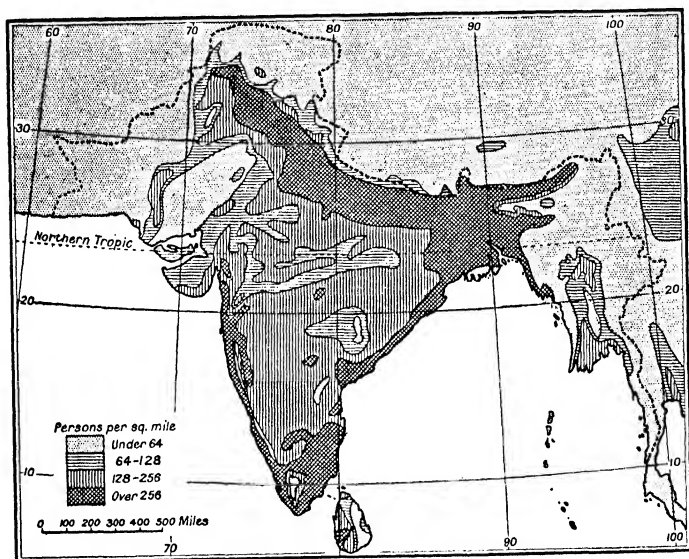 60 70 80 90 100
30 30
Northern Tropic
20 20
Persons per sq. mile
Under 64
64-128
128-256
Over 256
10 10
0 100 200 300 400 500 Miles
70 80 90 100